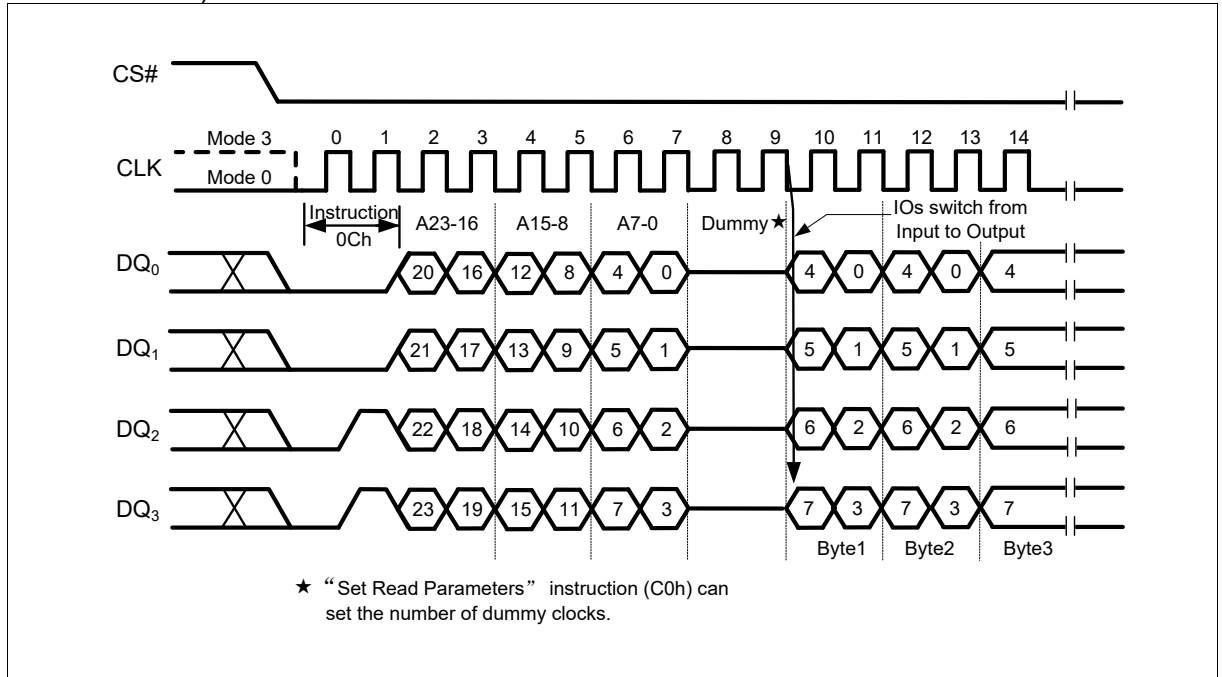 CS#
0 1 2 3 4 5 6 7 8 9 10 11 12 13 14
Mode 3
CLK
Mode 0
Instruction
0Ch
A23-16 A15-8 A7-0 Dummy★
IOs switch from
Input to Output
DQ0 20 16 12 8 4 0 4 0 4 0 4
DQ1 21 17 13 9 5 1 5 1 5 1 5
DQ2 22 18 14 10 6 2 6 2 6 2 6
DQ3 23 19 15 11 7 3 7 3 7 3 7
Byte1 Byte2 Byte3
★ “Set Read Parameters” instruction (C0h) can
set the number of dummy clocks.